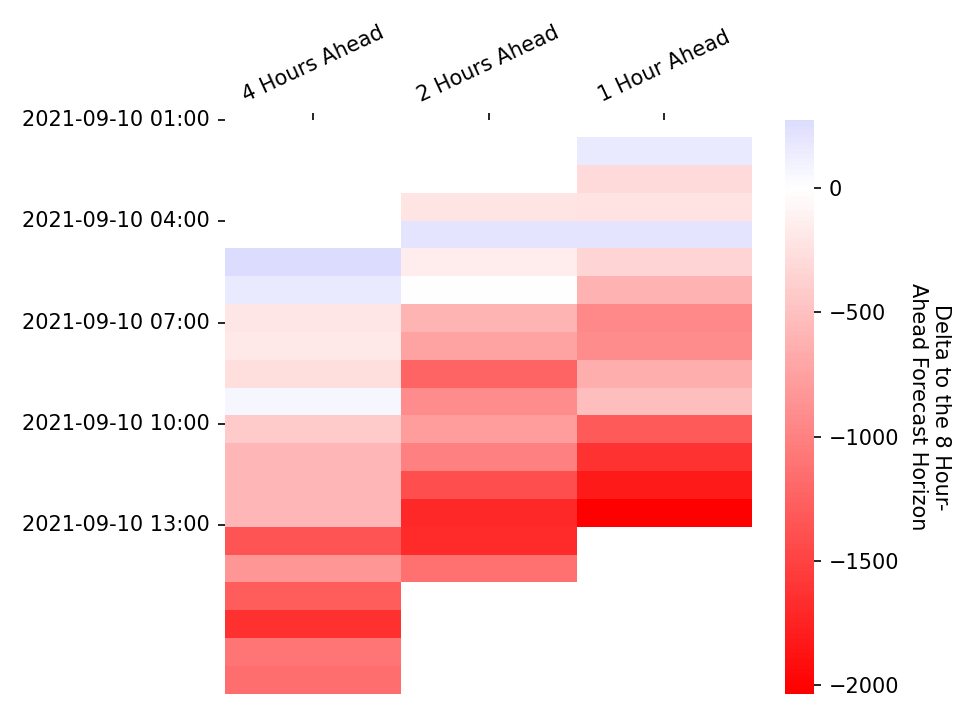 4 Hours Ahead
2 Hours Ahead
1 Hour Ahead
2021-09-10 01:00
2021-09-10 04:00
2021-09-10 07:00
2021-09-10 10:00
2021-09-10 13:00
0
−500
−1000
−1500
−2000
Delta to the 8 Hour-
Ahead Forecast Horizon